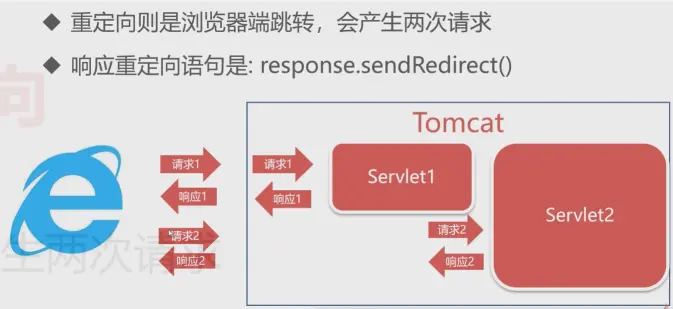 重定向则是浏览器端跳转，会产生两次请求
响应重定向语句是: response.sendRedirect()
向
Tomcat
请求1
请求1
Servlet1
响应1
响应1
Servlet2
请求2
请求2
响应2
响应2
生两次请求